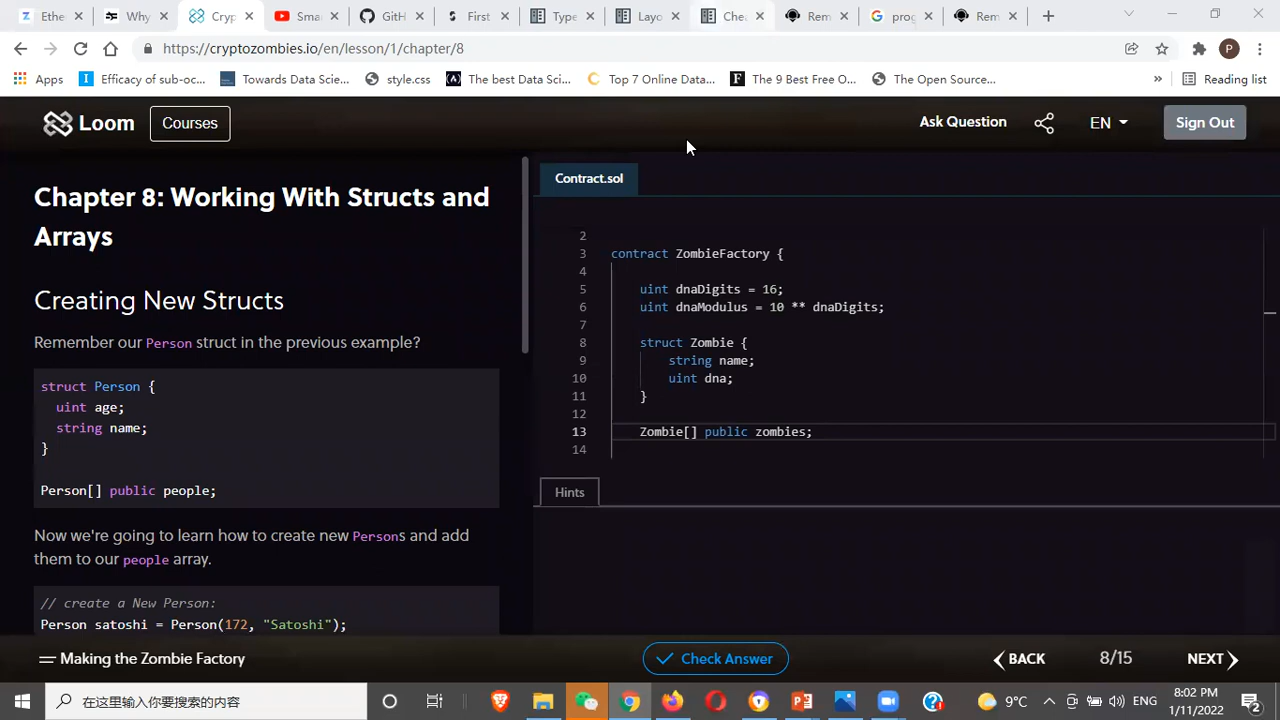 Ethe
Why
Cryp
Sma
GitH
First
Type
Layo
Che
Rem
prog
Rem
https://cryptozombies.io/en/lesson/1/chapter/8
P
Apps
Efficacy of sub-oc...
Towards Data Scien...
style.css
The best Data Sci...
Top 7 Online Data...
The 9 Best Free O...
The Open Source...
»
Reading list
Loom
Courses
Ask Question
EN
Sign Out
Chapter 8: Working With Structs and
Arrays
Creating New Structs
Remember our Person struct in the previous example?
struct Person {
uint age;
string name;
}
Person[] public people;
Now we're going to learn how to create new Persons and add
them to our people array.
// create a New Person:
Person satoshi = Person(172, "Satoshi");
Contract.sol
2
3 contract ZombieFactory {
4
5 uint dnaDigits = 16;
6 uint dnaModulus = 10 ** dnaDigits;
7
8 struct Zombie {
9 string name;
10 uint dna;
11 }
12
13 Zombie[] public zombies;
14
Hints
Making the Zombie Factory
Check Answer
BACK
8/15
NEXT
在这里输入你要搜索的内容
9°C
ENG
8:02 PM
1/11/2022
2